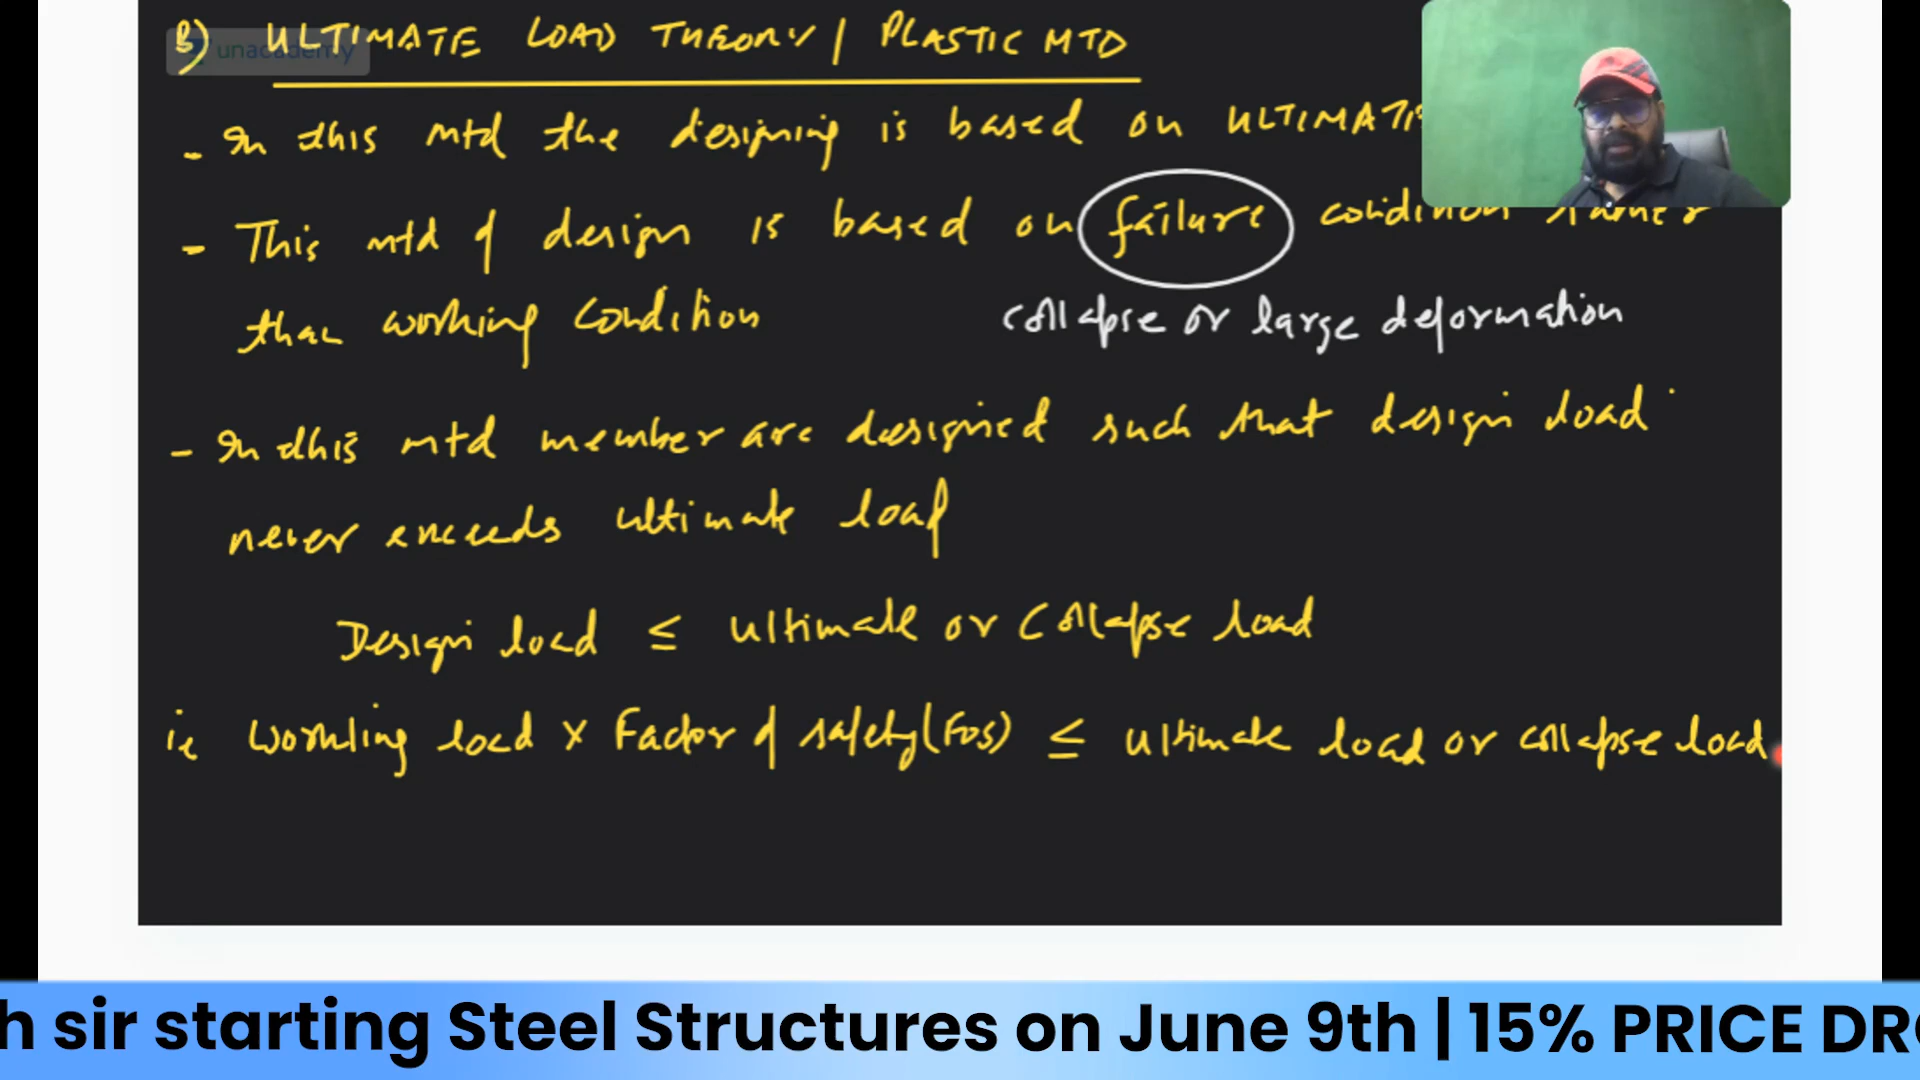 B) ULTIMATE LOAD THEORY / PLASTIC MTD
unacademy
- In this mtd the designing is based on ULTIMATE
- This mtd of design is based on failure condition rather
than working condition
collapse or large deformation
- In this mtd member are designed such that design load
never exceeds ultimate load
Design load ≤ ultimate or collapse load
ie working load x Factor of safety (FOS) ≤ ultimate load or collapse load
h sir starting Steel Structures on June 9th | 15% PRICE DRO